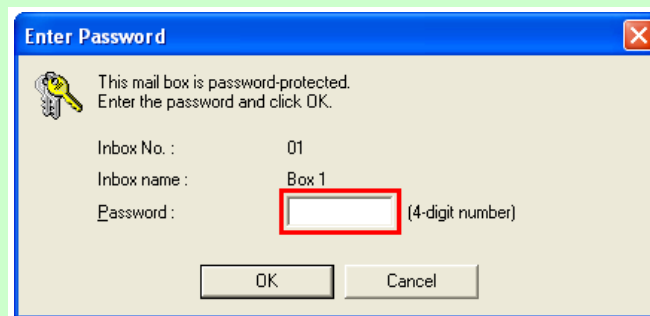 Enter Password
This mail box is password-protected.
Enter the password and click OK.
Inbox No. : 01
Inbox name : Box 1
Password : (4-digit number)
OK Cancel